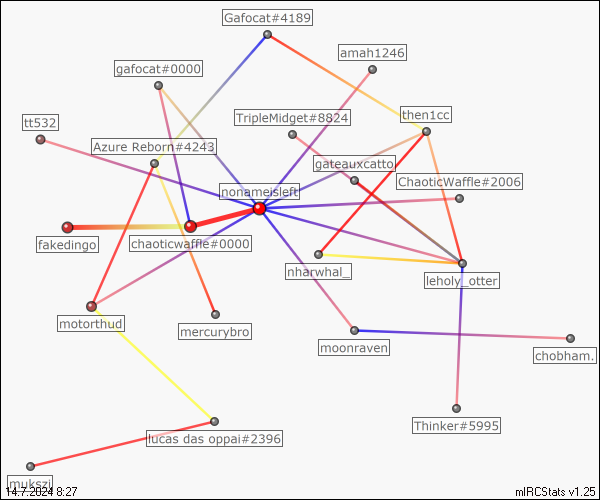 Gafocat#4189
amah1246
gafocat#0000
tt532
TripleMidget#8824
then1cc
Azure Reborn#4243
gateauxcatto
nonameisleft
ChaoticWaffle#2006
fakedingo
chaoticwaffle#0000
nharwhal_
leholy_otter
motorthud
mercurybro
moonraven
chobham.
Thinker#5995
lucas das oppai#2396
mukszi
14.7.2024 8:27
mIRCStats v1.25